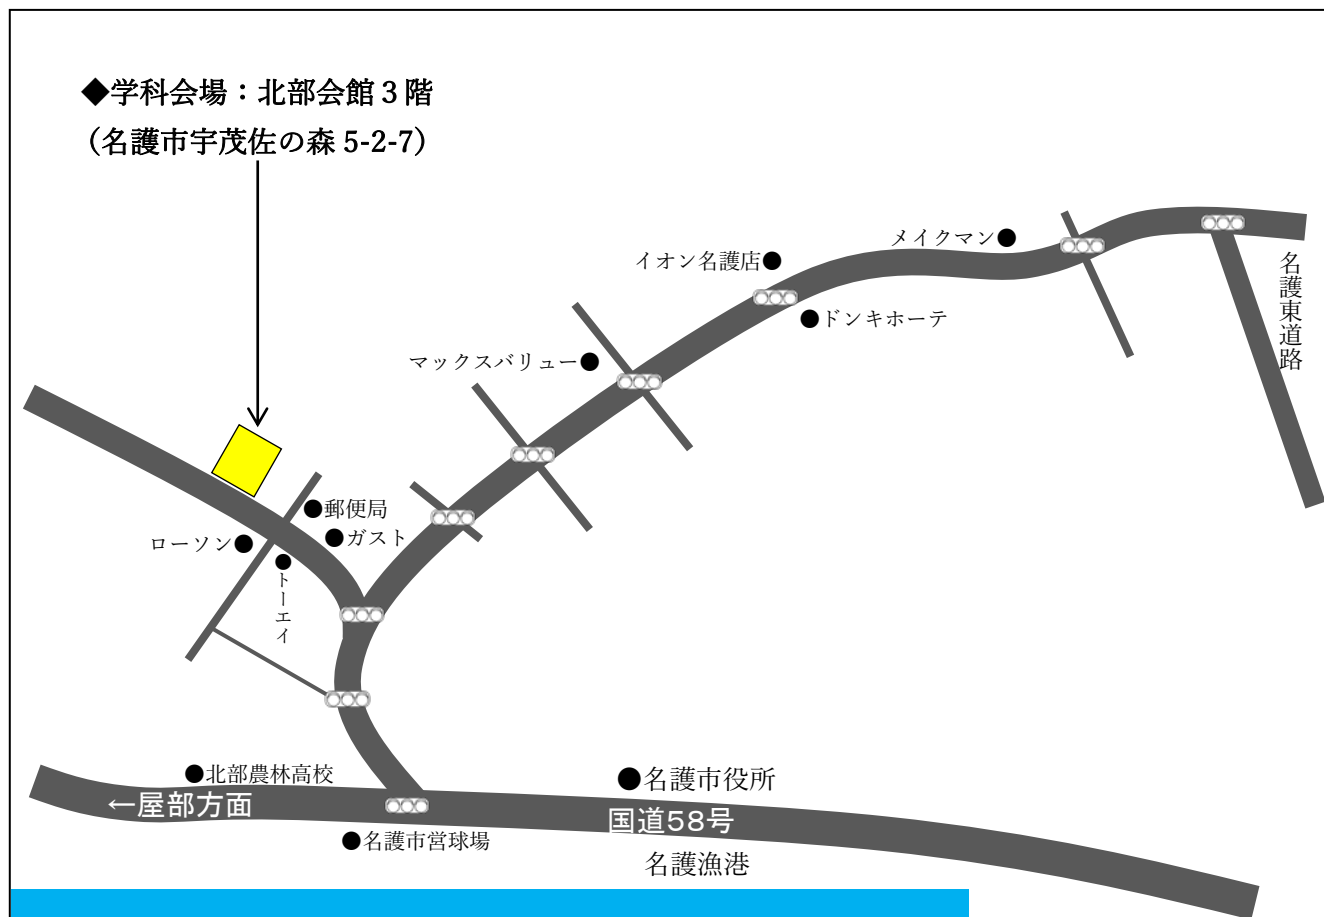 ◆学科会場：北部会館３階
（名護市宇茂佐の森 5-2-7）
メイクマン●
イオン名護店●
名護東道路
●ドンキホーテ
マックスバリュー●
●郵便局
●ガスト
ローソン●
●トーエイ
●北部農林高校
●名護市役所
←屋部方面
国道58号
●名護市営球場
名護漁港